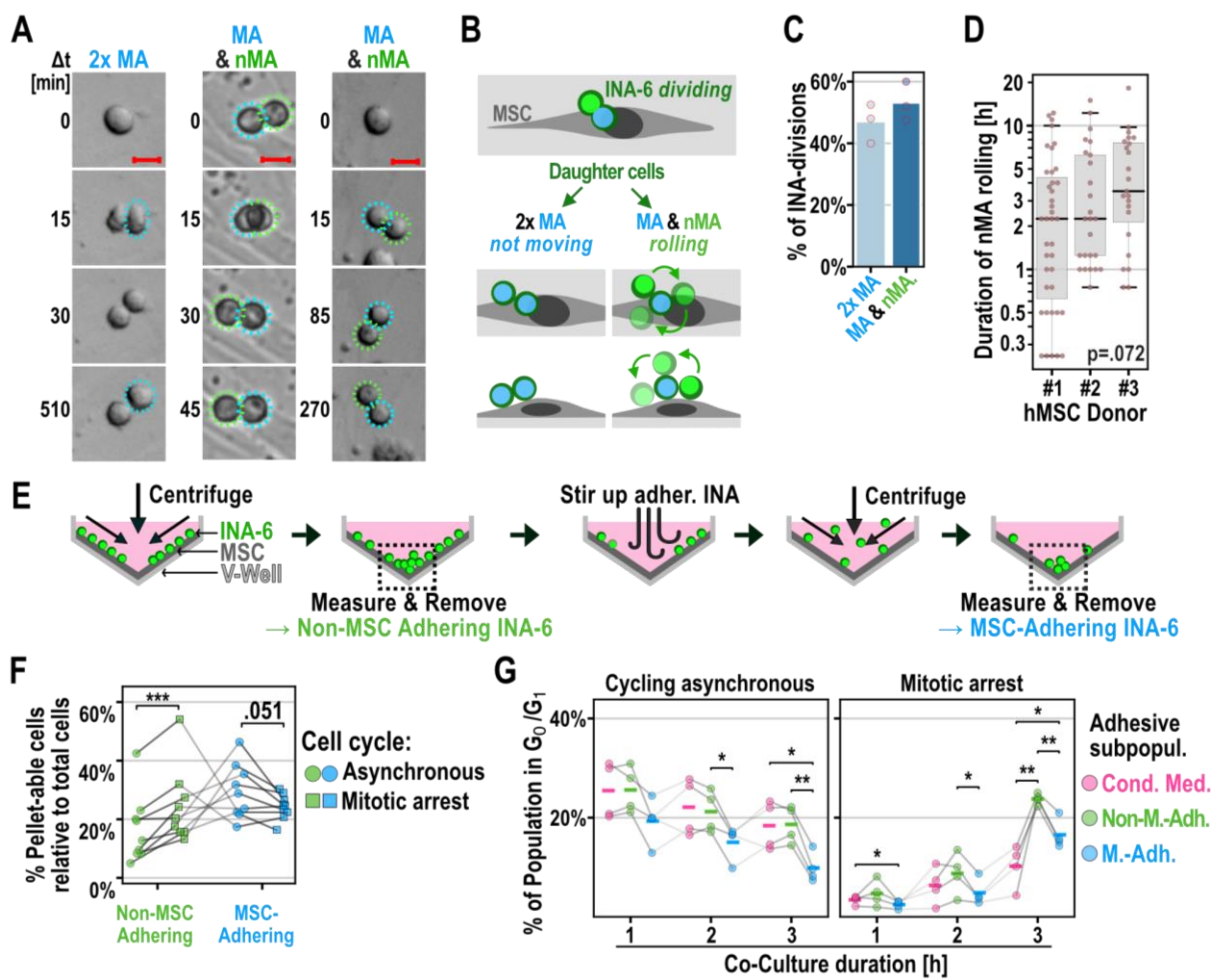 A
Δt
[min]
2x MA
MA
& nMA
MA
& nMA
0
0
0
15
15
15
30
30
85
510
45
270
B
INA-6 dividing
MSC
Daughter cells
2x MA
not moving
MA & nMA
rolling
C
% of INA-divisions
60%
40%
20%
0%
2x MA
MA & nMA.
D
Duration of nMA rolling [h]
20
10
5
3
2
1
0.5
0.3
p=.072
#1
#2
#3
hMSC Donor
E
Centrifuge
INA-6
MSC
V-Well
Measure & Remove
→ Non-MSC Adhering INA-6
Stir up adher. INA
Centrifuge
Measure & Remove
→ MSC-Adhering INA-6
F
% Pellet-able cells
relative to total cells
60%
40%
20%
0%
***
.051
Non-MSC
Adhering
MSC-
Adhering
Cell cycle:
Asynchronous
Mitotic arrest
G
% of Population in G0/G1
Cycling asynchronous
Mitotic arrest
40%
20%
*
*
**
*
*
*
**
**
1
2
3
1
2
3
Co-Culture duration [h]
Adhesive
subpopul.
Cond. Med.
Non-M.-Adh.
M.-Adh.